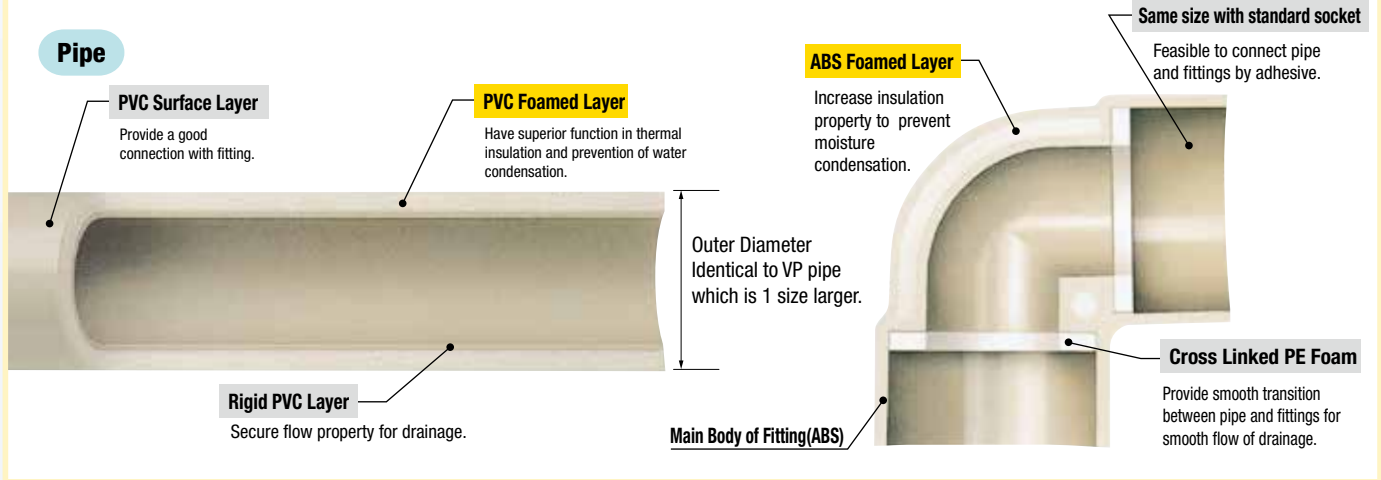 Pipe
PVC Surface Layer
Provide a good
connection with fitting.
PVC Foamed Layer
Have superior function in thermal
insulation and prevention of water
condensation.
Outer Diameter
Identical to VP pipe
which is 1 size larger.
Rigid PVC Layer
Secure flow property for drainage.
ABS Foamed Layer
Increase insulation
property to prevent
moisture
condensation.
Same size with standard socket
Feasible to connect pipe
and fittings by adhesive.
Main Body of Fitting(ABS)
Cross Linked PE Foam
Provide smooth transition
between pipe and fittings for
smooth flow of drainage.